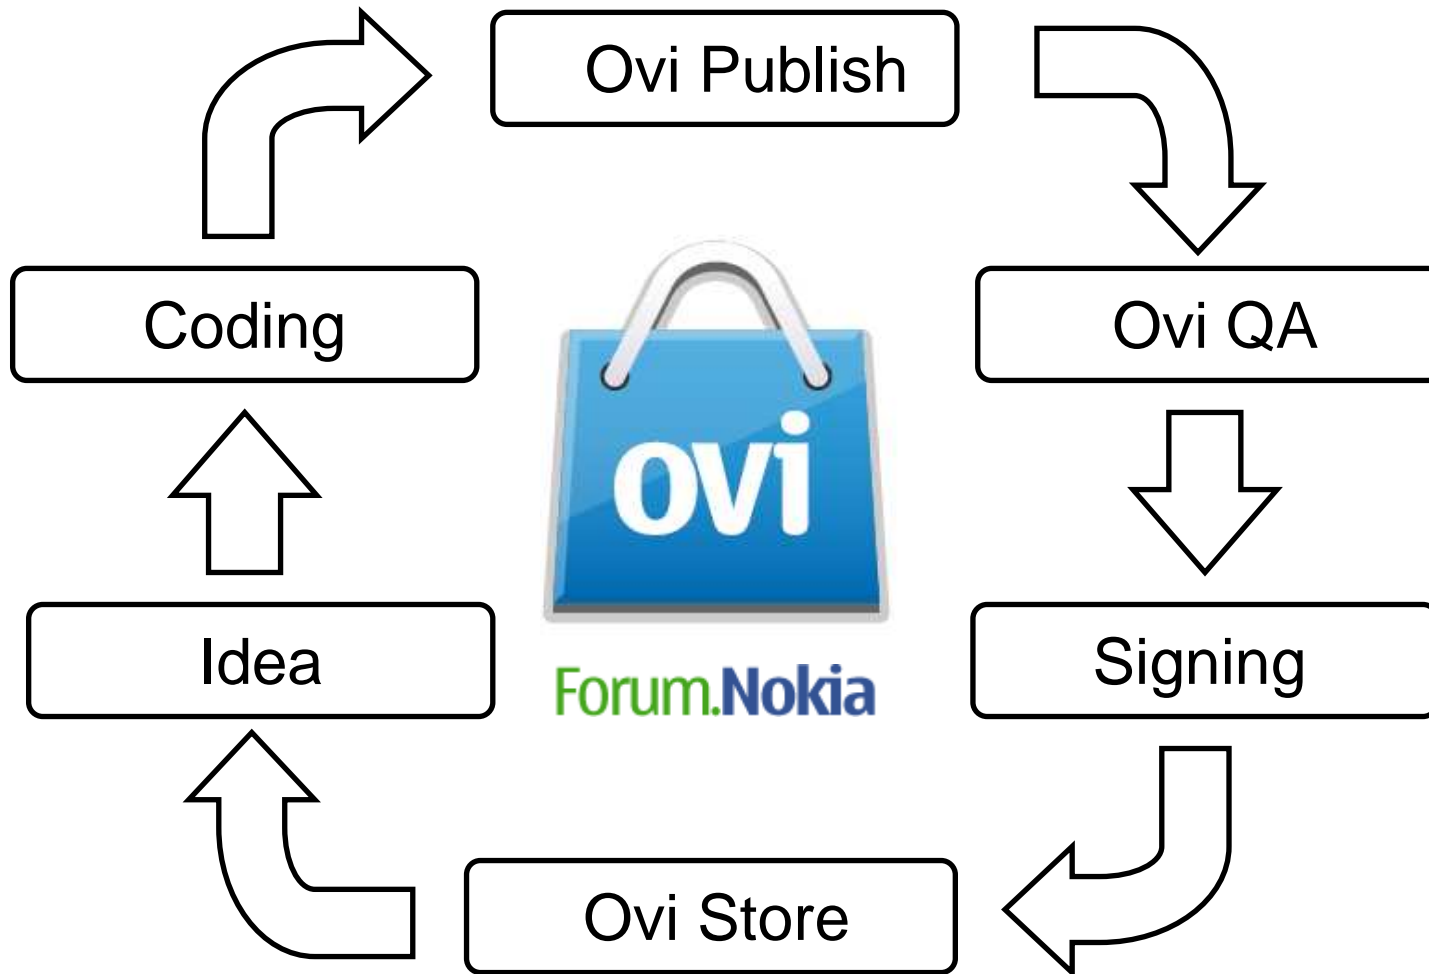 Ovi Publish
Coding
Ovi QA
ovi
Idea
Signing
Forum.Nokia
Ovi Store